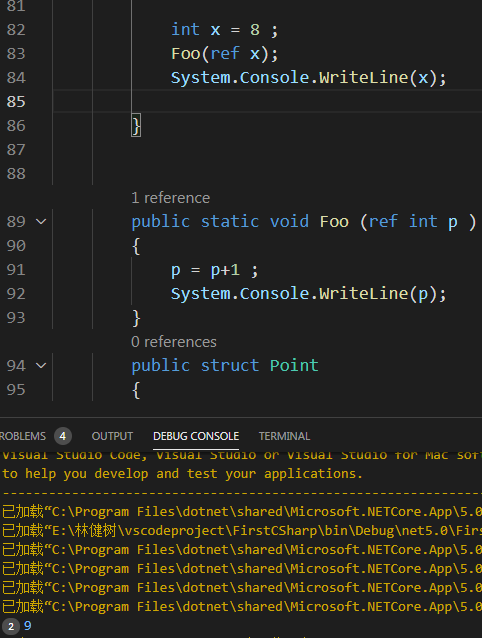 81
82 int x = 8 ;
83 Foo(ref x);
84 System.Console.WriteLine(x);
85
86 }
87
88
1 reference
89 public static void Foo (ref int p )
90 {
91 p = p+1 ;
92 System.Console.WriteLine(p);
93 }
0 references
94 public struct Point
95 {
ROBLEMS 4 OUTPUT DEBUG CONSOLE TERMINAL
Visual Studio Code, Visual Studio or Visual Studio for Mac sof
to help you develop and test your applications.
--------------------------------------------------------------
已加载“C:\Program Files\dotnet\shared\Microsoft.NETCore.App\5.0
已加载“E:\林健树\vscodeproject\FirstCSharp\bin\Debug\net5.0\Firs
已加载“C:\Program Files\dotnet\shared\Microsoft.NETCore.App\5.0
已加载“C:\Program Files\dotnet\shared\Microsoft.NETCore.App\5.0
已加载“C:\Program Files\dotnet\shared\Microsoft.NETCore.App\5.0
已加载“C:\Program Files\dotnet\shared\Microsoft.NETCore.App\5.0
2 9